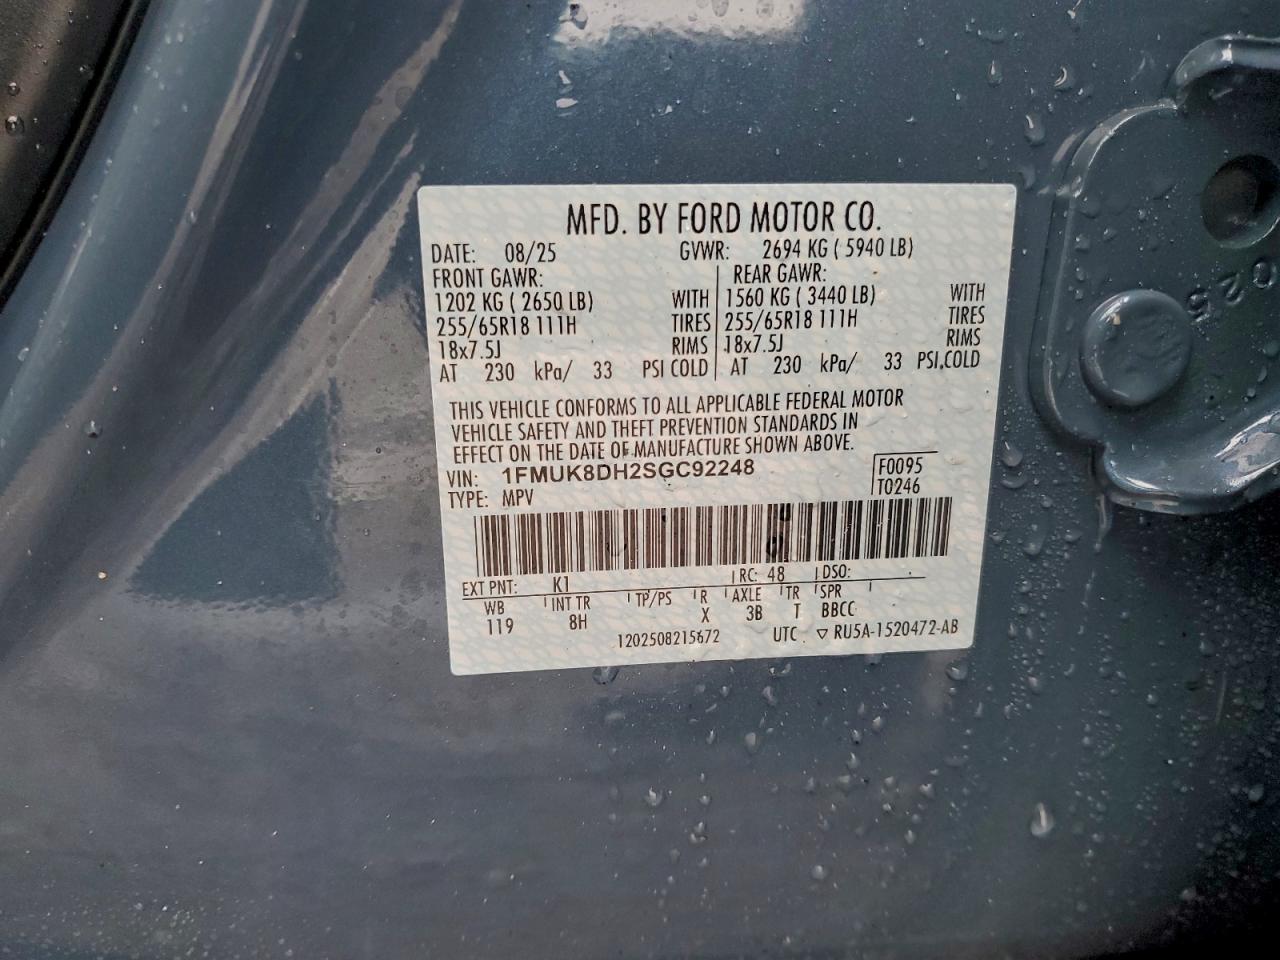 MFD. BY FORD MOTOR CO.
DATE: 08/25 GVWR: 2694 KG ( 5940 LB)
FRONT GAWR: REAR GAWR:
1202 KG ( 2650 LB) WITH 1560 KG ( 3440 LB) WITH
255/65R18 111H TIRES 255/65R18 111H TIRES
18x7.5J RIMS 18x7.5J RIMS
AT 230 kPa/ 33 PSI COLD AT 230 kPa/ 33 PSI.COLD
THIS VEHICLE CONFORMS TO ALL APPLICABLE FEDERAL MOTOR
VEHICLE SAFETY AND THEFT PREVENTION STANDARDS IN
EFFECT ON THE DATE OF MANUFACTURE SHOWN ABOVE.
VIN: 1FMUK8DH2SGC92248 F0095
TYPE: MPV T0246
EXT PNT: K1 RC: 48 DSO:
WB INT TR TP/PS R AXLE TR SPR
119 8H X 3B T BBCC
1202508215672 UTC ▽ RU5A-1520472-AB